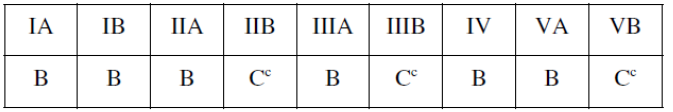 IA IB IIA IIB IIIA IIIB IV VA VB
B B B Cᶜ B Cᶜ B B Cᶜ